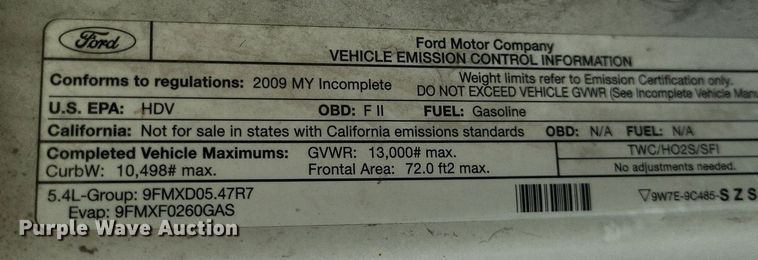 Ford
Ford Motor Company
VEHICLE EMISSION CONTROL INFORMATION
Conforms to regulations: 2009 MY Incomplete
Weight limits refer to Emission Certification only.
DO NOT EXCEED VEHICLE GVWR (See Incomplete Vehicle Manu
U.S. EPA: HDV OBD: F II FUEL: Gasoline
California: Not for sale in states with California emissions standards OBD: N/A FUEL: N/A
Completed Vehicle Maximums: GVWR: 13,000# max. TWC/HO2S/SFI
CurbW: 10,498# max. Frontal Area: 72.0 ft2 max. No adjustments needed.
5.4L-Group: 9FMXD05.47R7
Evap: 9FMXF0260GAS
▽9W7E-9C485-S Z S
Purple Wave Auction